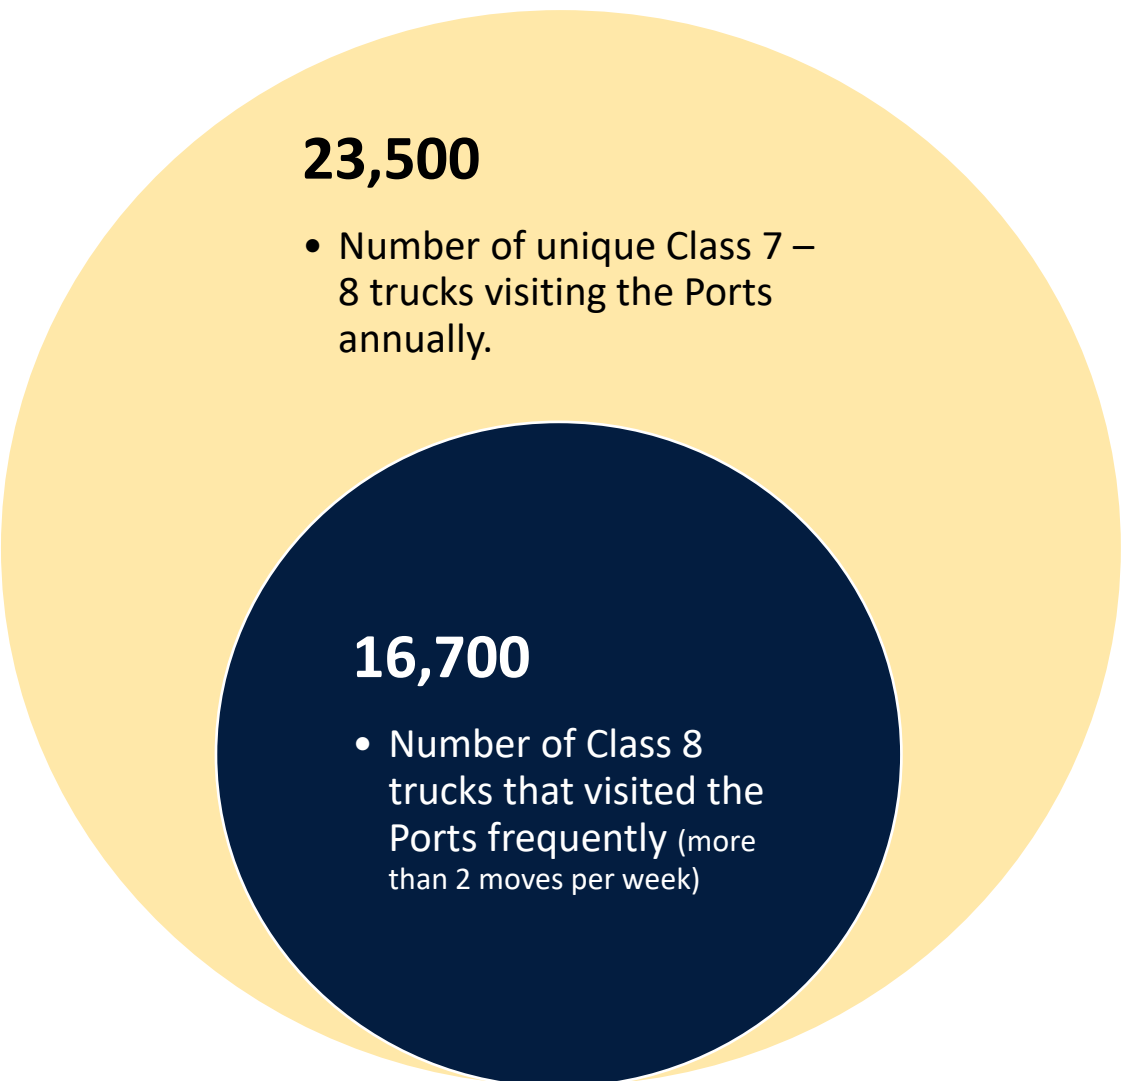 23,500
• Number of unique Class 7 –
8 trucks visiting the Ports
annually.
16,700
• Number of Class 8
trucks that visited the
Ports frequently (more
than 2 moves per week)